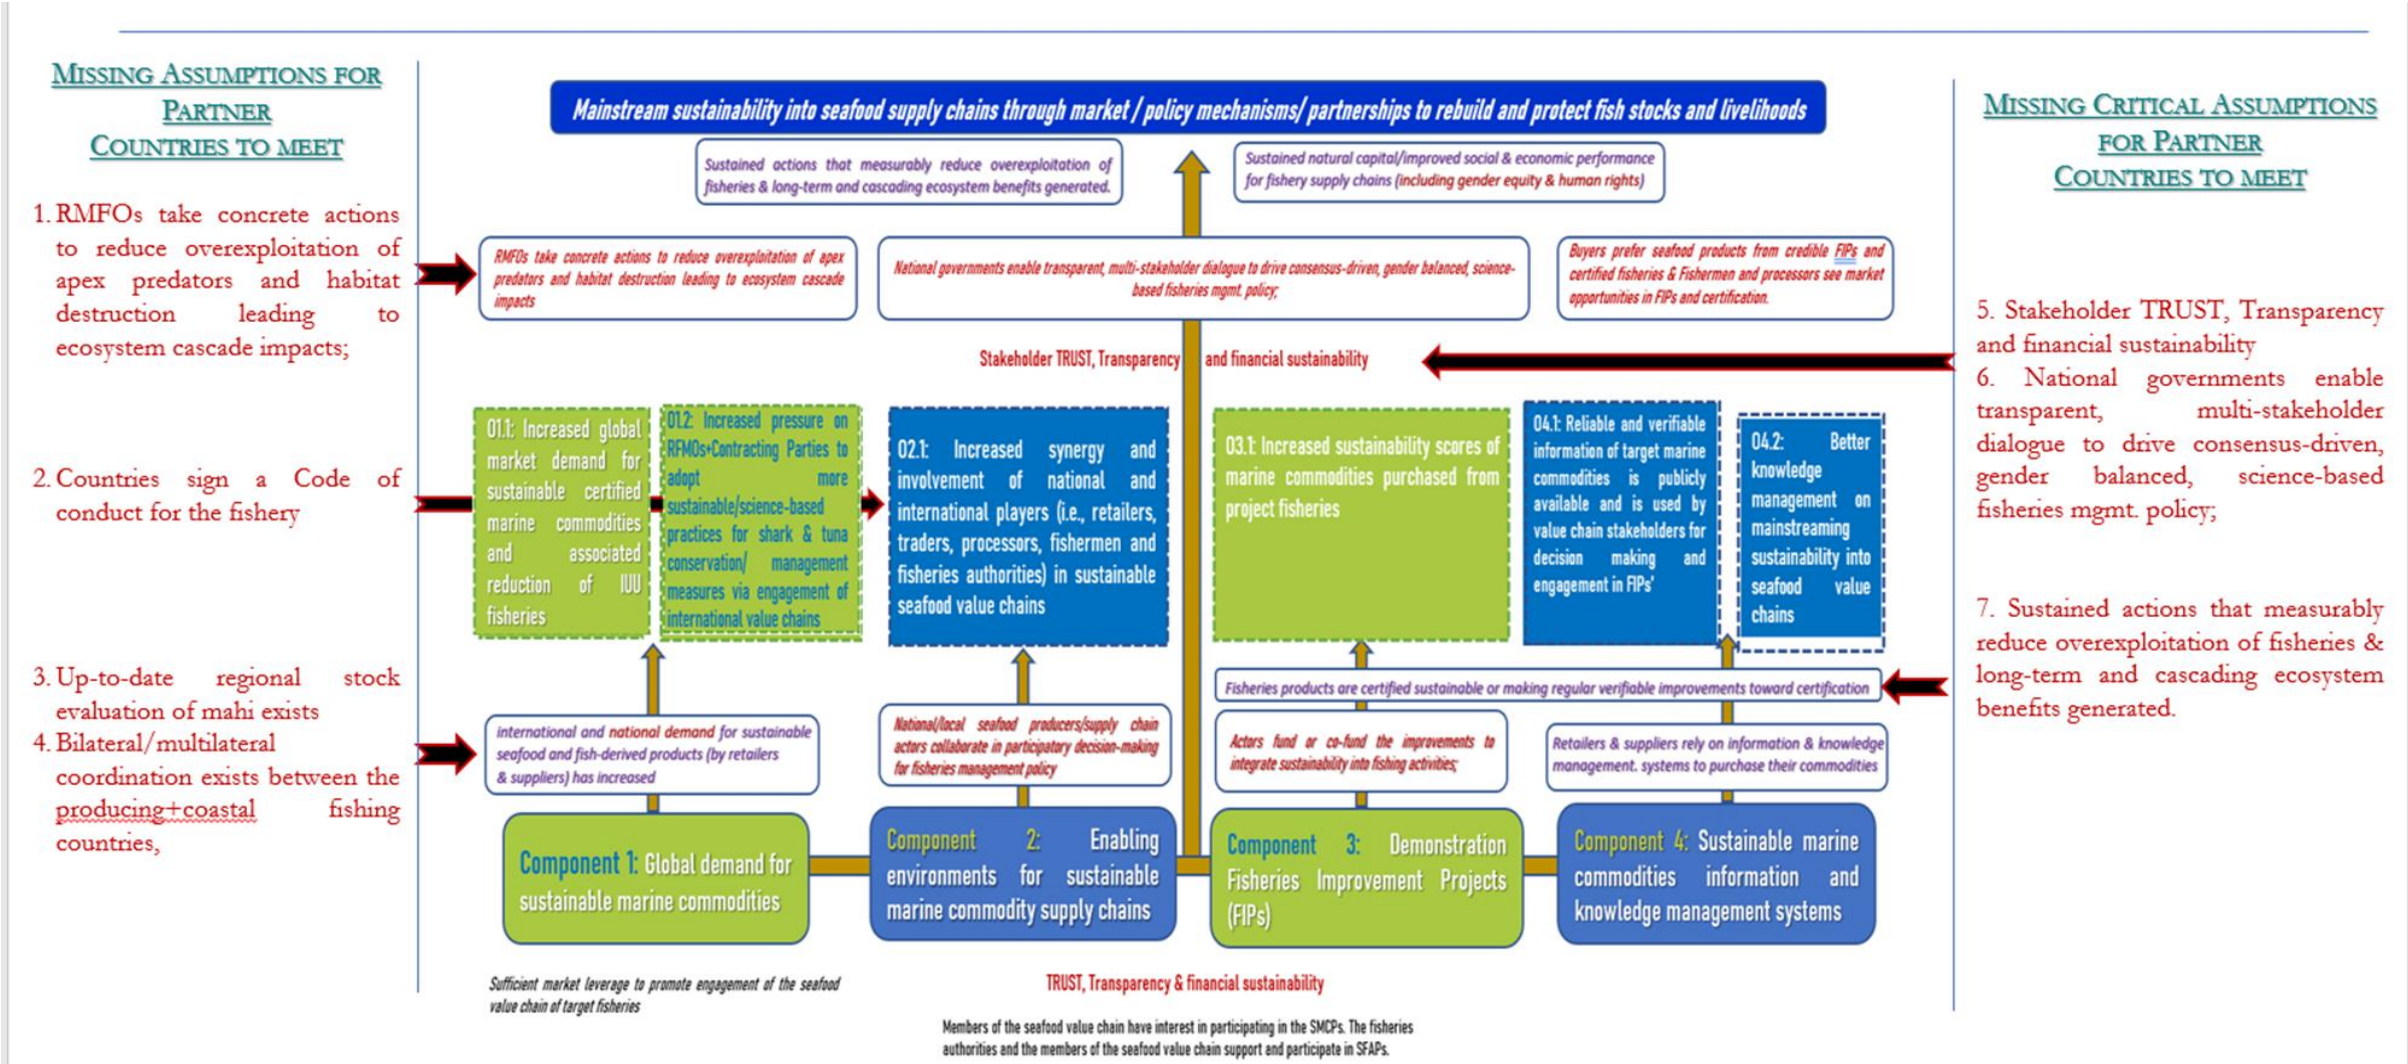 MISSING ASSUMPTIONS FOR
PARTNER
COUNTRIES TO MEET
1. RMFOs take concrete actions
to reduce overexploitation of
apex predators and habitat
destruction leading to
ecosystem cascade impacts;
2. Countries sign a Code of
conduct for the fishery
3. Up-to-date regional stock
evaluation of mahi exists
4. Bilateral/multilateral
coordination exists between the
producing+coastal fishing
countries,
Mainstream sustainability into seafood supply chains through market / policy mechanisms/ partnerships to rebuild and protect fish stocks and livelihoods
Sustained actions that measurably reduce overexploitation of
fisheries & long-term and cascading ecosystem benefits generated.
Sustained natural capital/improved social & economic performance
for fishery supply chains (including gender equity & human rights)
RMFOs take concrete actions to reduce overexploitation of apex
predators and habitat destruction leading to ecosystem cascade
impacts
National governments enable transparent, multi-stakeholder dialogue to drive consensus-driven, gender balanced, science-
based fisheries mgmt. policy;
Buyers prefer seafood products from credible FIPs and
certified fisheries & Fishermen and processors see market
opportunities in FIPs and certification.
Stakeholder TRUST, Transparency and financial sustainability
O1.1: Increased global
market demand for
sustainable certified
marine commodities
and associated
reduction of IUU
fisheries
O1.2: Increased pressure on
RFMOs+Contracting Parties to
adopt more
sustainable/science-based
practices for shark & tuna
conservation/ management
measures via engagement of
international value chains
O2.1: Increased synergy and
involvement of national and
international players (i.e., retailers,
traders, processors, fishermen and
fisheries authorities) in sustainable
seafood value chains
O3.1: Increased sustainability scores of
marine commodities purchased from
project fisheries
O4.1: Reliable and verifiable
information of target marine
commodities is publicly
available and is used by
value chain stakeholders for
decision making and
engagement in FIPs'
O4.2: Better
knowledge
management on
mainstreaming
sustainability into
seafood value
chains
Fisheries products are certified sustainable or making regular verifiable improvements toward certification
international and national demand for sustainable
seafood and fish-derived products (by retailers
& suppliers) has increased
National/local seafood producers/supply chain
actors collaborate in participatory decision-making
for fisheries management policy
Actors fund or co-fund the improvements to
integrate sustainability into fishing activities;
Retailers & suppliers rely on information & knowledge
management. systems to purchase their commodities
Component 1: Global demand for
sustainable marine commodities
Component 2: Enabling
environments for sustainable
marine commodity supply chains
Component 3: Demonstration
Fisheries Improvement Projects
(FIPs)
Component 4: Sustainable marine
commodities information and
knowledge management systems
Sufficient market leverage to promote engagement of the seafood
value chain of target fisheries
TRUST, Transparency & financial sustainability
Members of the seafood value chain have interest in participating in the SMCPs. The fisheries
authorities and the members of the seafood value chain support and participate in SFAPs.
MISSING CRITICAL ASSUMPTIONS
FOR PARTNER
COUNTRIES TO MEET
5. Stakeholder TRUST, Transparency
and financial sustainability
6. National governments enable
transparent, multi-stakeholder
dialogue to drive consensus-driven,
gender balanced, science-based
fisheries mgmt. policy;
7. Sustained actions that measurably
reduce overexploitation of fisheries &
long-term and cascading ecosystem
benefits generated.